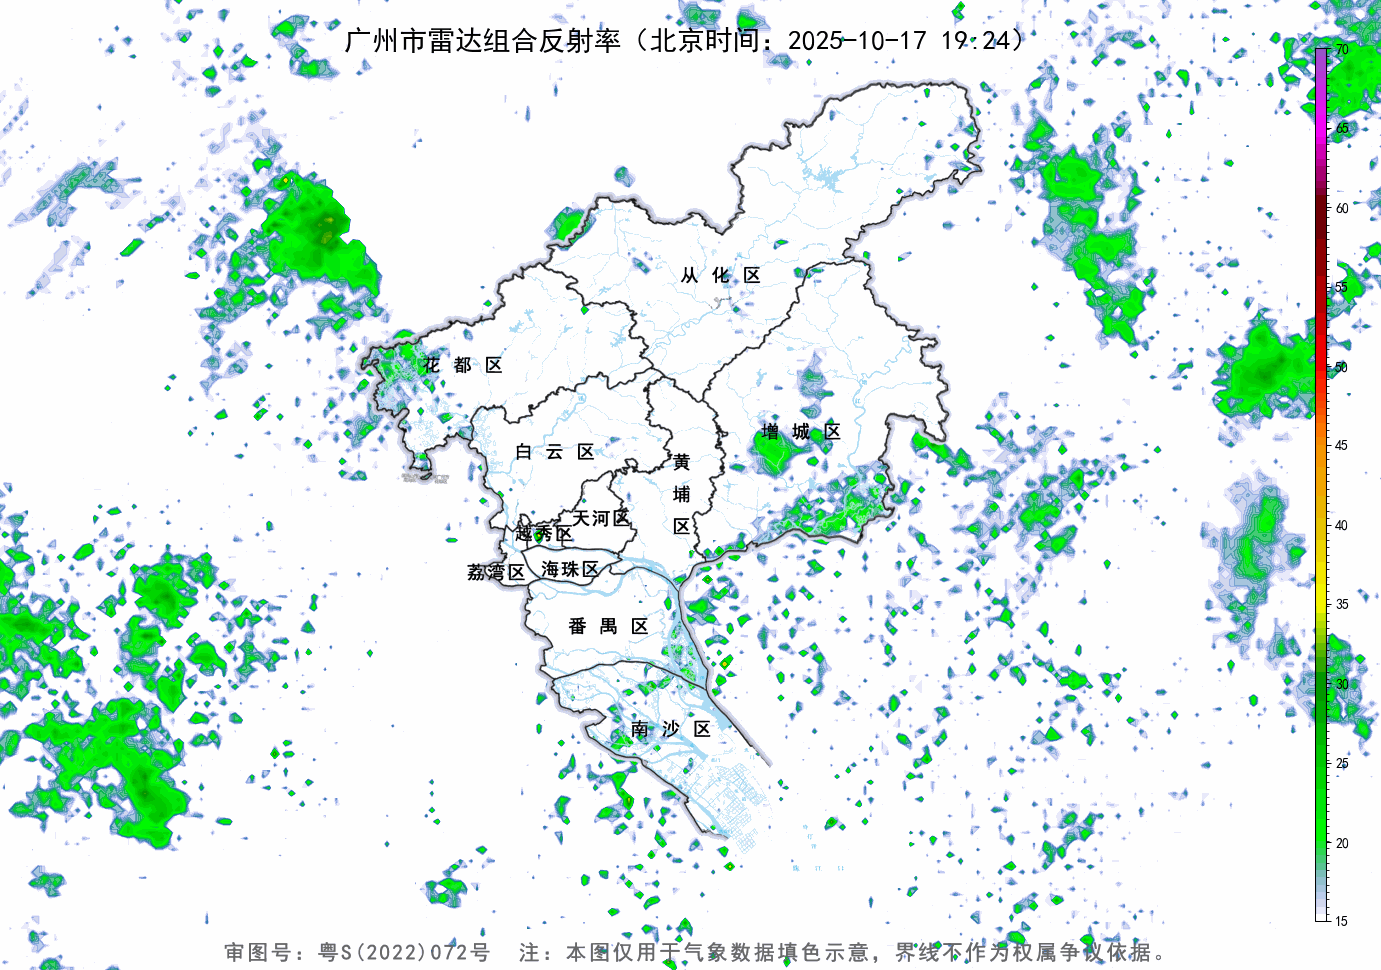 广州市雷达组合反射率（北京时间：2025-10-17 19:24）
70
65
60
55
50
45
40
35
30
25
20
15
从化区
花都区
增城区
白云区
黄埔区
天河区
越秀区
荔湾区
海珠区
番禺区
南沙区
审图号：粤S(2022)072号 注：本图仅用于气象数据填色示意，界线不作为权属争议依据。